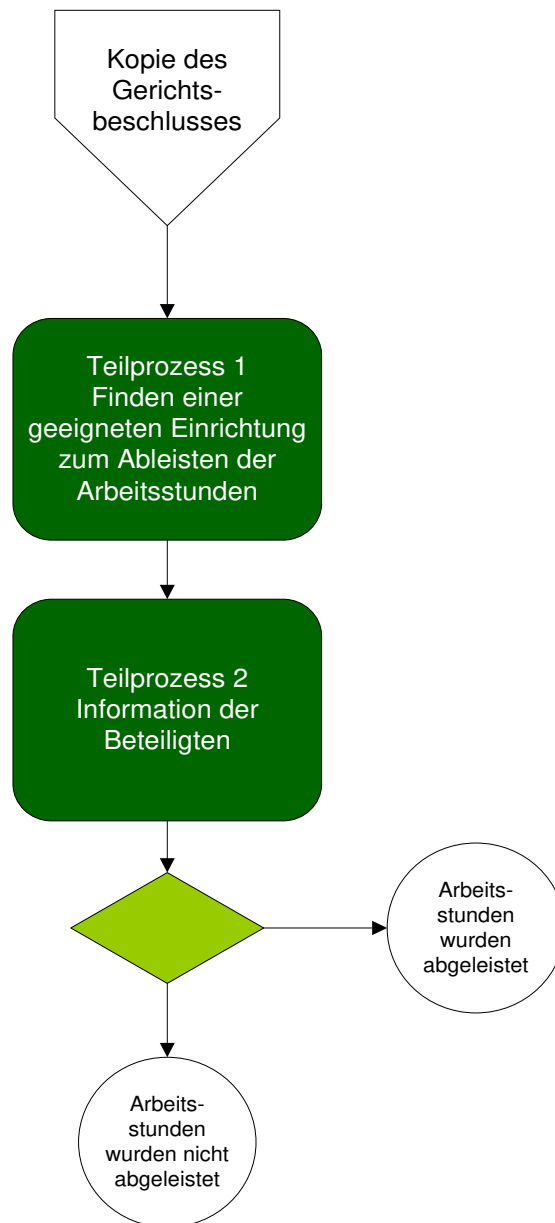 Kopie des
Gerichts-
beschlusses
Teilprozess 1
Finden einer
geeigneten Einrichtung
zum Ableisten der
Arbeitsstunden
Teilprozess 2
Information der
Beteiligten
Arbeits-
stunden
wurden
abgeleistet
Arbeits-
stunden
wurden nicht
abgeleistet